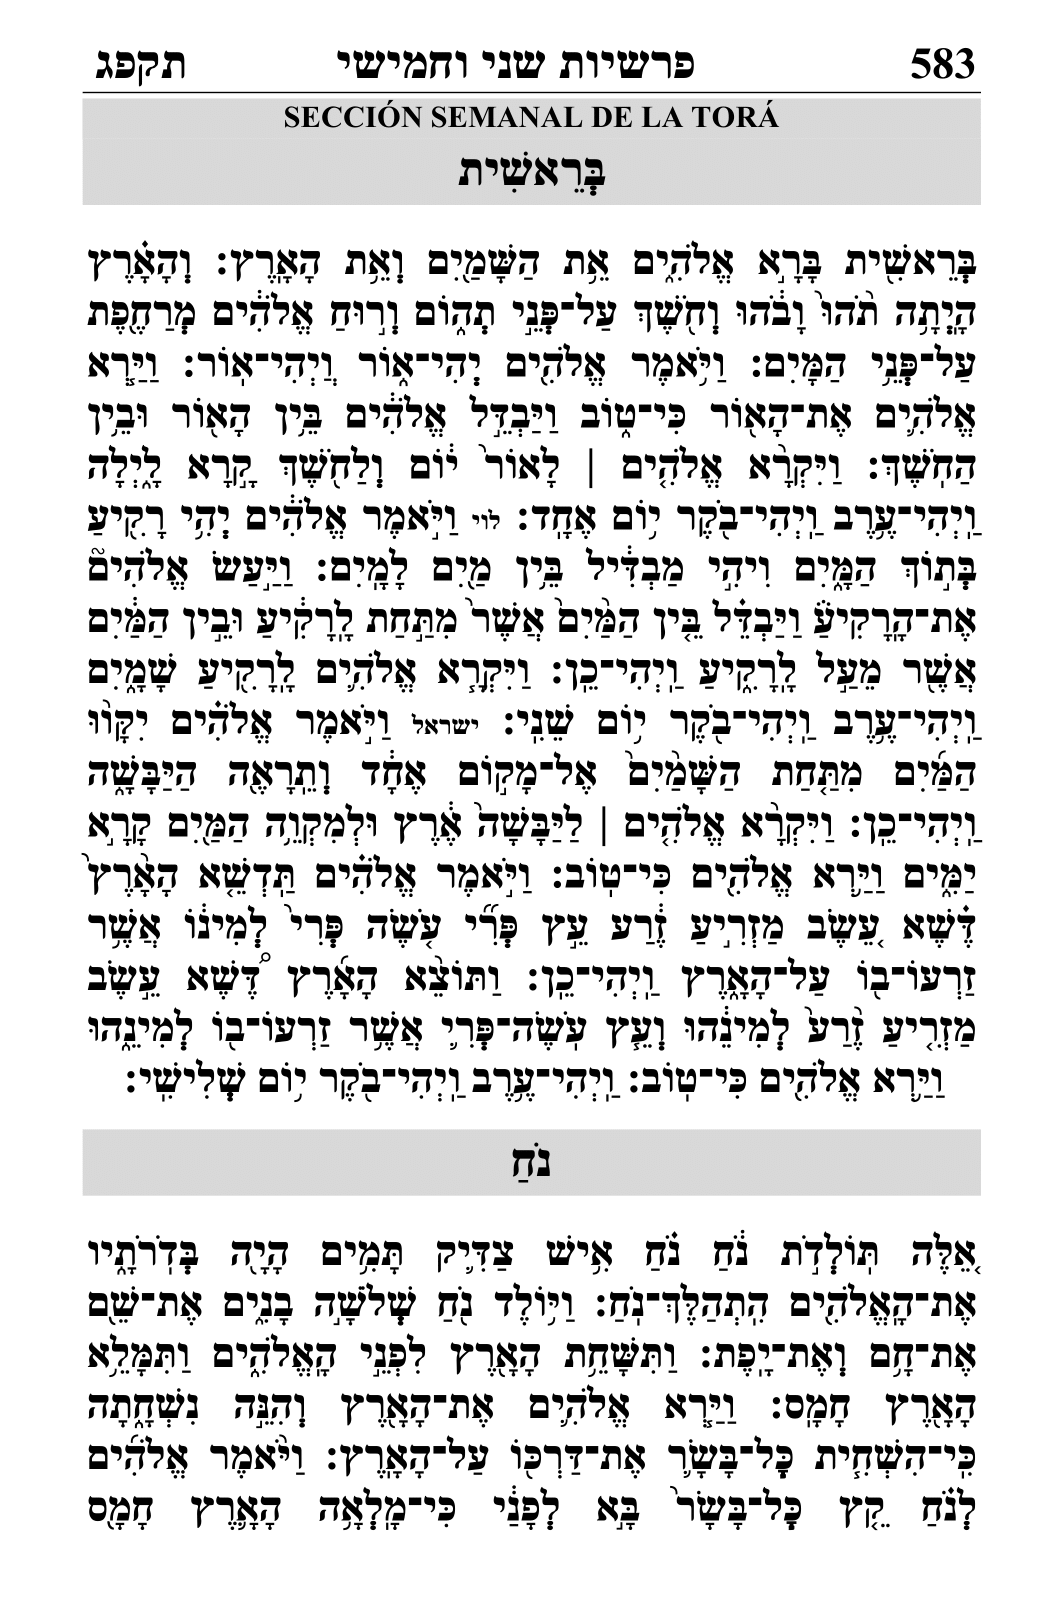 583 פרשיות שני וחמישי תקפג
SECCIÓN SEMANAL DE LA TORÁ
בְּרֵאשִׁית
בְּרֵאשִׁ֖ית בָּרָ֣א אֱלֹהִ֑ים אֵ֥ת הַשָּׁמַ֖יִם וְאֵ֥ת הָאָֽרֶץ׃ וְהָאָ֗רֶץ
הָיְתָ֥ה תֹ֙הוּ֙ וָבֹ֔הוּ וְחֹ֖שֶׁךְ עַל־פְּנֵ֣י תְה֑וֹם וְר֣וּחַ אֱלֹהִ֔ים מְרַחֶ֖פֶת
עַל־פְּנֵ֥י הַמָּֽיִם׃ וַיֹּ֥אמֶר אֱלֹהִ֖ים יְהִי־א֑וֹר וַֽיְהִי־אֽוֹר׃ וַיַּ֧רְא
אֱלֹהִ֛ים אֶת־הָא֖וֹר כִּי־ט֑וֹב וַיַּבְדֵּ֣ל אֱלֹהִ֔ים בֵּ֥ין הָא֖וֹר וּבֵ֥ין
הַחֹֽשֶׁךְ׃ וַיִּקְרָ֨א אֱלֹהִ֤ים | לָאוֹר֙ י֔וֹם וְלַחֹ֖שֶׁךְ קָ֣רָא לָ֑יְלָה
וַֽיְהִי־עֶ֥רֶב וַֽיְהִי־בֹ֖קֶר י֥וֹם אֶחָֽד׃ לוי וַיֹּ֣אמֶר אֱלֹהִ֔ים יְהִ֥י רָקִ֖יעַ
בְּת֣וֹךְ הַמָּ֑יִם וִיהִ֣י מַבְדִּ֔יל בֵּ֥ין מַ֖יִם לָמָֽיִם׃ וַיַּ֣עַשׂ אֱלֹהִים֮
אֶת־הָרָקִיעַ֒ וַיַּבְדֵּ֗ל בֵּ֤ין הַמַּ֙יִם֙ אֲשֶׁר֙ מִתַּ֣חַת לָרָקִ֔יעַ וּבֵ֣ין הַמַּ֔יִם
אֲשֶׁ֖ר מֵעַ֣ל לָרָקִ֑יעַ וַֽיְהִי־כֵֽן׃ וַיִּקְרָ֧א אֱלֹהִ֛ים לָֽרָקִ֖יעַ שָׁמָ֑יִם
וַֽיְהִי־עֶ֥רֶב וַֽיְהִי־בֹ֖קֶר י֥וֹם שֵׁנִֽי׃ ישראל וַיֹּ֣אמֶר אֱלֹהִ֗ים יִקָּו֨וּ
הַמַּ֜יִם מִתַּ֤חַת הַשָּׁמַ֙יִם֙ אֶל־מָק֣וֹם אֶחָ֔ד וְתֵרָאֶ֖ה הַיַּבָּשָׁ֑ה
וַֽיְהִי־כֵֽן׃ וַיִּקְרָ֨א אֱלֹהִ֤ים | לַיַּבָּשָׁה֙ אֶ֔רֶץ וּלְמִקְוֵ֥ה הַמַּ֖יִם קָרָ֣א
יַמִּ֑ים וַיַּ֥רְא אֱלֹהִ֖ים כִּי־טֽוֹב׃ וַיֹּ֣אמֶר אֱלֹהִ֗ים תַּֽדְשֵׁ֤א הָאָ֙רֶץ֙
דֶּ֗שֶׁא עֵ֚שֶׂב מַזְרִ֣יעַ זֶ֔רַע עֵ֣ץ פְּרִ֞י עֹ֤שֶׂה פְּרִי֙ לְמִינ֔וֹ אֲשֶׁ֥ר
זַרְעוֹ־ב֖וֹ עַל־הָאָ֑רֶץ וַֽיְהִי־כֵֽן׃ וַתּוֹצֵ֨א הָאָ֜רֶץ דֶּ֠שֶׁא עֵ֣שֶׂב
מַזְרִ֤יעַ זֶ֙רַע֙ לְמִינֵ֔הוּ וְעֵ֧ץ עֹֽשֶׂה־פְּרִ֛י אֲשֶׁ֥ר זַרְעוֹ־ב֖וֹ לְמִינֵ֑הוּ
וַיַּ֥רְא אֱלֹהִ֖ים כִּי־טֽוֹב׃ וַֽיְהִי־עֶ֥רֶב וַֽיְהִי־בֹ֖קֶר י֥וֹם שְׁלִישִֽׁי׃
נֹחַ
אֵ֚לֶּה תּֽוֹלְדֹ֣ת נֹ֔חַ נֹ֗חַ אִ֥ישׁ צַדִּ֛יק תָּמִ֥ים הָיָ֖ה בְּדֹֽרֹתָ֑יו
אֶת־הָֽאֱלֹהִ֖ים הִֽתְהַלֶּךְ־נֹֽחַ׃ וַיּ֥וֹלֶד נֹ֖חַ שְׁלֹשָׁ֣ה בָנִ֑ים אֶת־שֵׁ֖ם
אֶת־חָ֥ם וְאֶת־יָֽפֶת׃ וַתִּשָּׁחֵ֥ת הָאָ֖רֶץ לִפְנֵ֣י הָֽאֱלֹהִ֑ים וַתִּמָּלֵ֥א
הָאָ֖רֶץ חָמָֽס׃ וַיַּ֧רְא אֱלֹהִ֛ים אֶת־הָאָ֖רֶץ וְהִנֵּ֣ה נִשְׁחָ֑תָה
כִּֽי־הִשְׁחִ֧ית כָּל־בָּשָׂ֛ר אֶת־דַּרְכּ֖וֹ עַל־הָאָֽרֶץ׃ וַיֹּ֨אמֶר אֱלֹהִ֜ים
לְנֹ֗חַ קֵ֤ץ כָּל־בָּשָׂר֙ בָּ֣א לְפָנַ֔י כִּֽי־מָלְאָ֥ה הָאָ֛רֶץ חָמָ֖ס